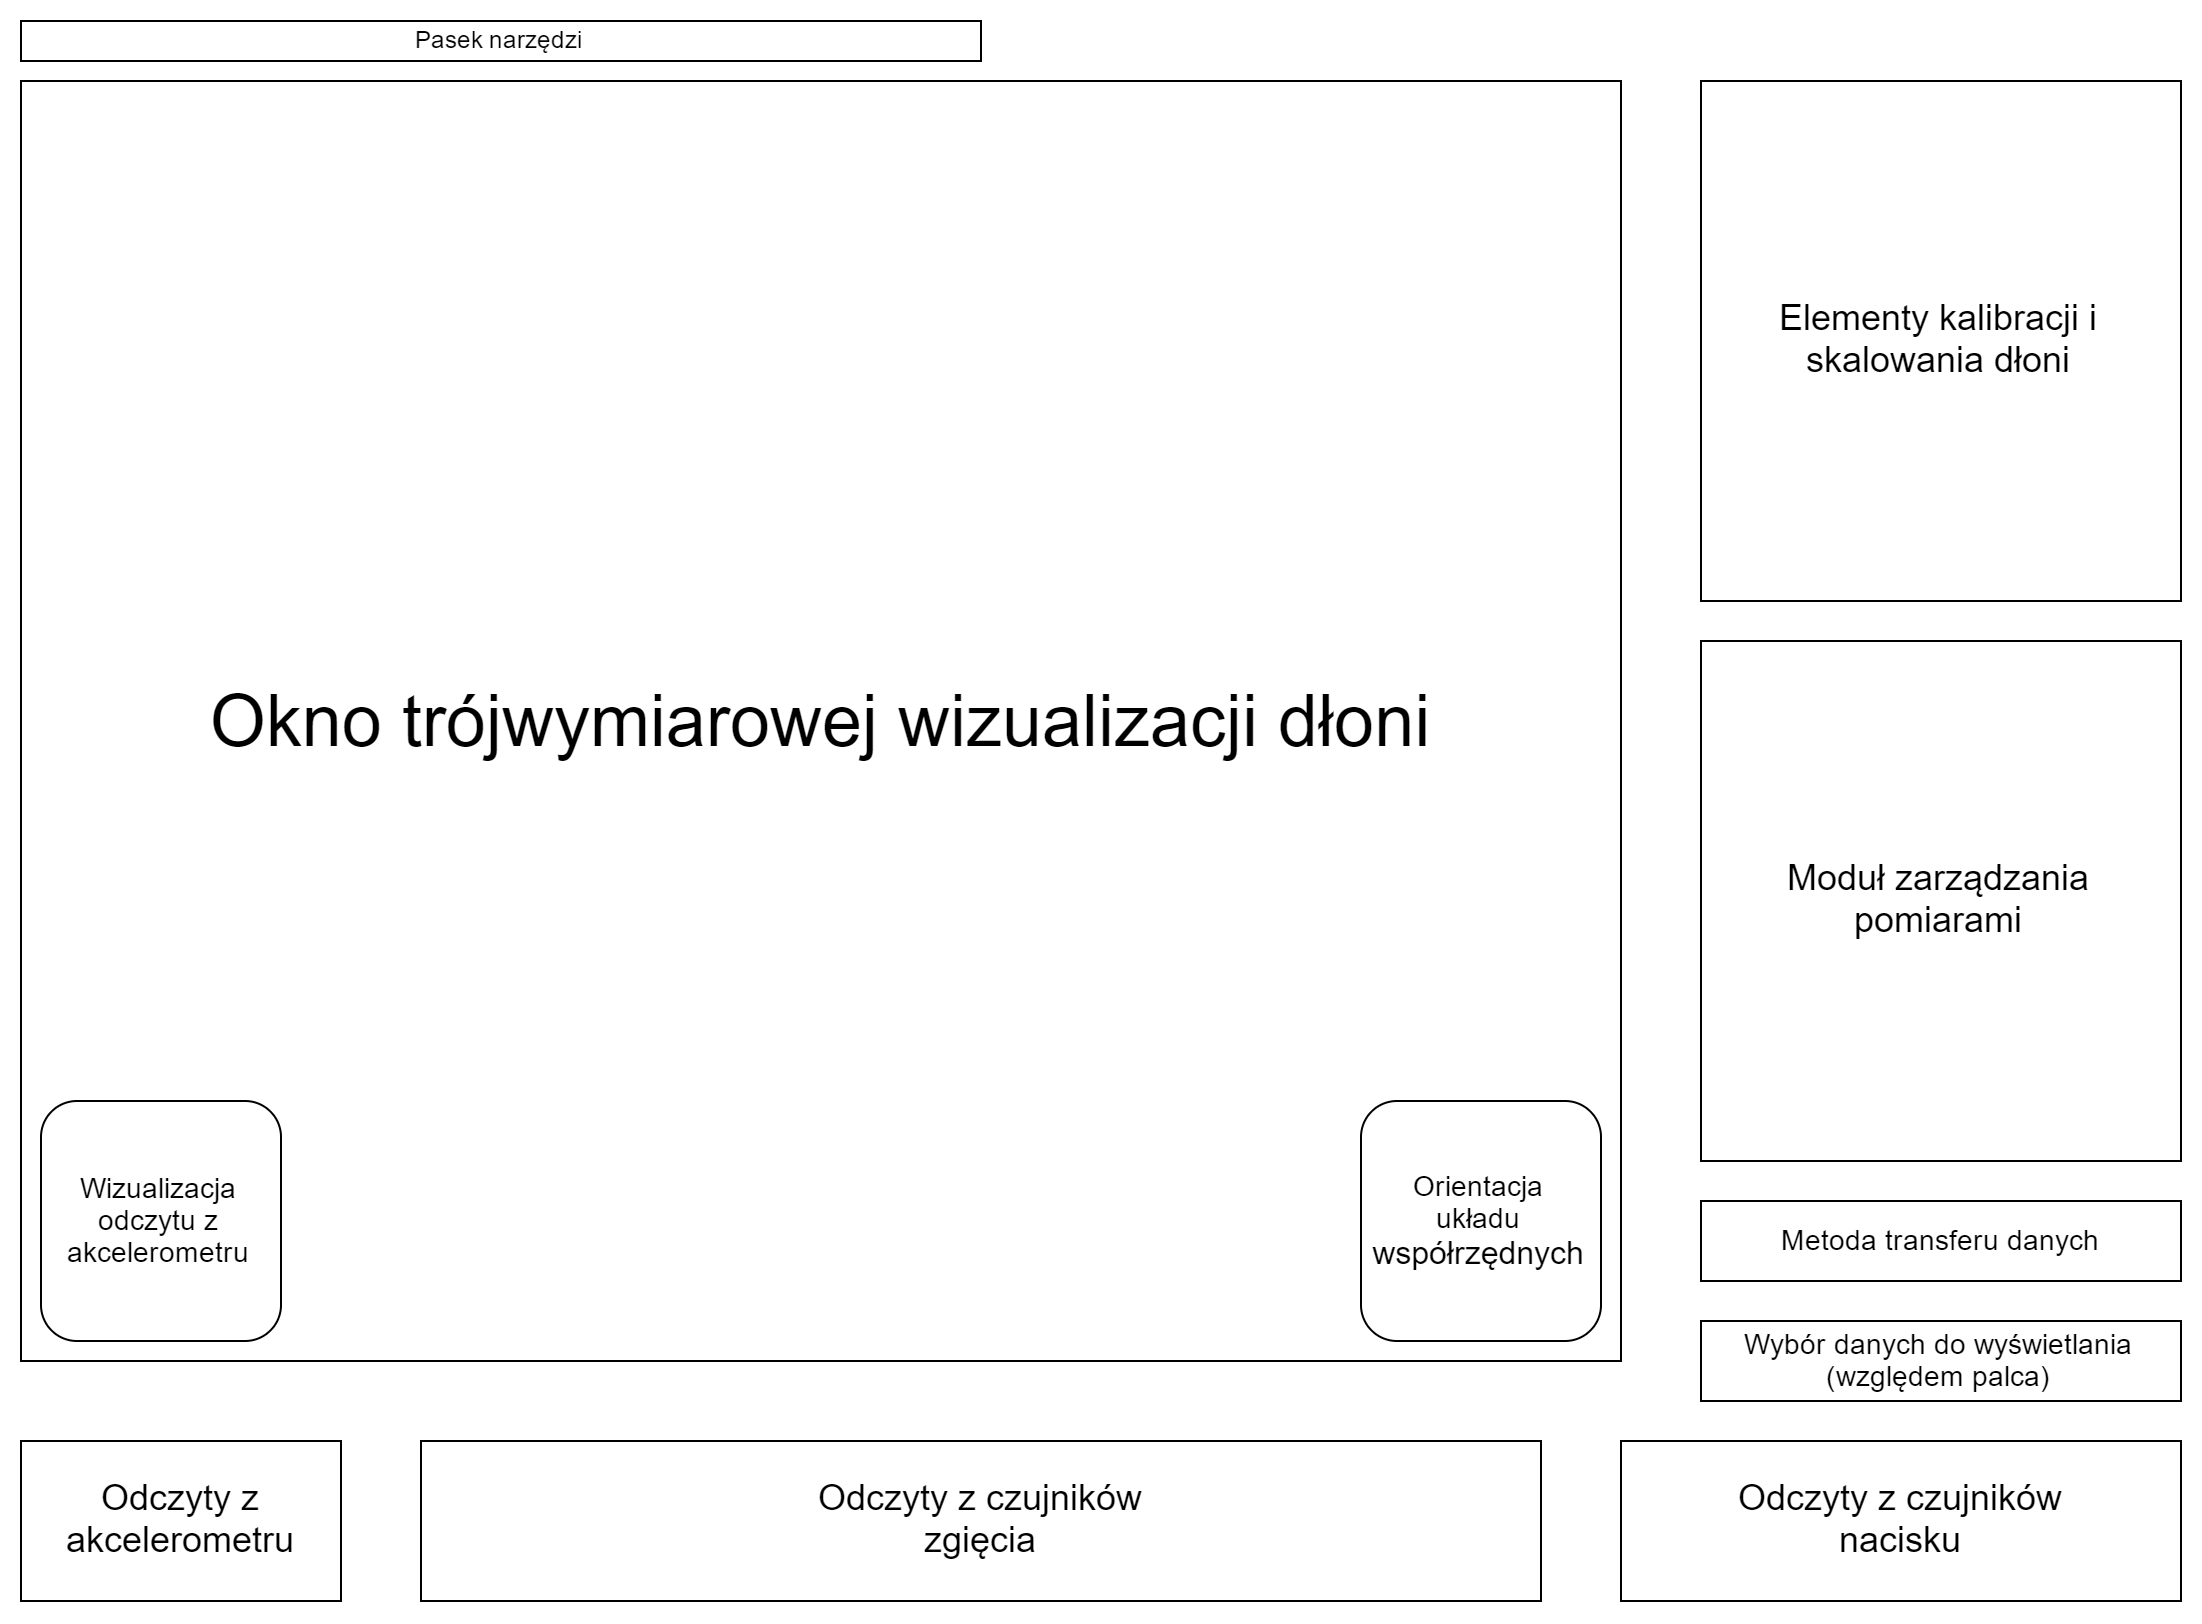 Pasek narzędzi
Okno trójwymiarowej wizualizacji dłoni
Wizualizacja
odczytu z
akcelerometru
Orientacja
układu
współrzędnych
Elementy kalibracji i
skalowania dłoni
Moduł zarządzania
pomiarami
Metoda transferu danych
Wybór danych do wyświetlania
(względem palca)
Odczyty z
akcelerometru
Odczyty z czujników
zgięcia
Odczyty z czujników
nacisku